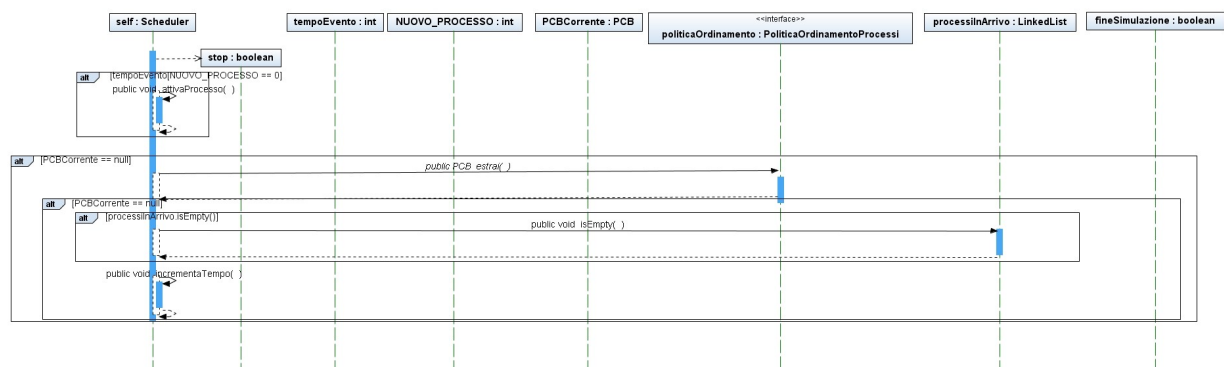 self : Scheduler
tempoEvento : int
NUOVO_PROCESSO : int
PCBCorrente : PCB
<<interface>>
politicaOrdinamento : PoliticaOrdinamentoProcessi
processiInArrivo : LinkedList
fineSimulazione : boolean
stop : boolean
alt
[tempoEvento[NUOVO_PROCESSO == 0]
public void attivaProcesso( )
alt
[PCBCorrente == null]
public PCB estrai( )
alt
[PCBCorrente == null]
alt
[processiInArrivo.isEmpty()]
public void isEmpty( )
public void incrementaTempo( )